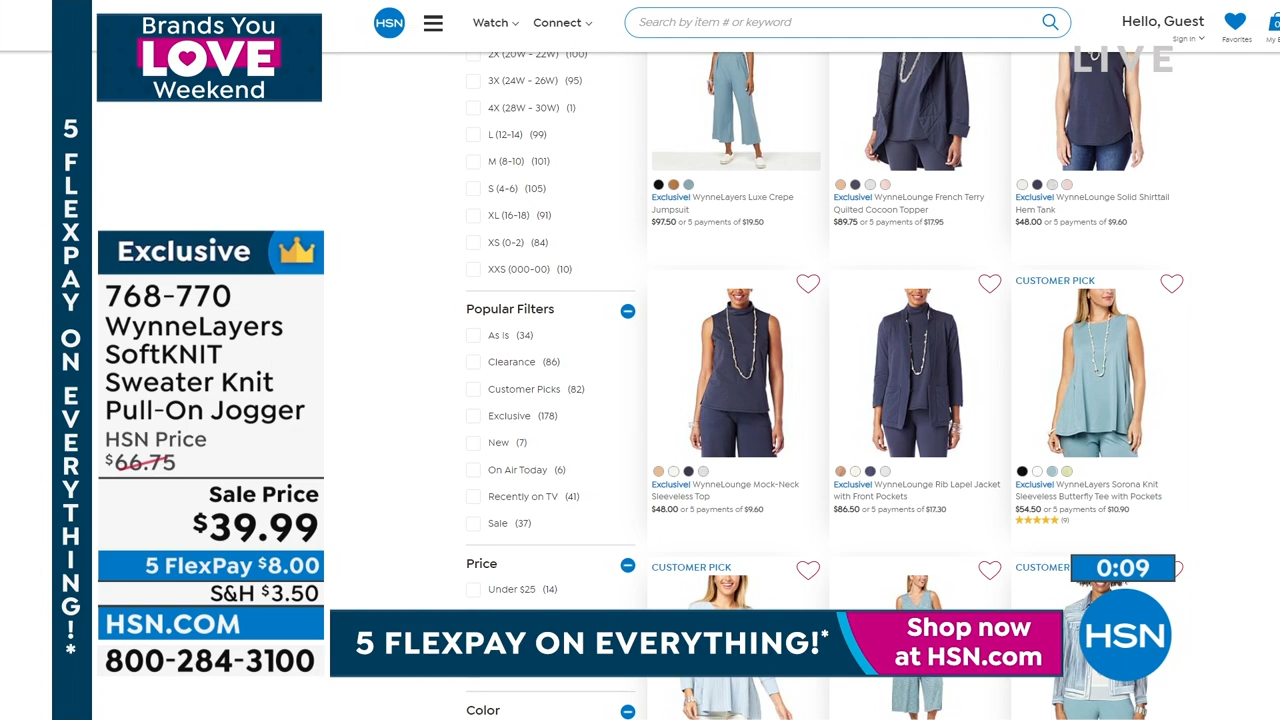 Brands You
LOVE
Weekend
5 FLEXPAY ON EVERYTHING!*
Exclusive
768-770
WynneLayers
SoftKNIT
Sweater Knit
Pull-On Jogger
HSN Price
$66.75
Sale Price
$39.99
5 FlexPay $8.00
S&H $3.50
HSN.COM
800-284-3100
HSN
Watch
Connect
Search by item # or keyword
Hello, Guest
Sign In
Favorites
0
LIVE
2X (20W - 22W) (100)
3X (24W - 26W) (95)
4X (28W - 30W) (1)
L (12-14) (99)
M (8-10) (101)
S (4-6) (105)
XL (16-18) (91)
XS (0-2) (84)
XXS (000-00) (10)
Popular Filters
As Is (34)
Clearance (86)
Customer Picks (82)
Exclusive (178)
New (7)
On Air Today (6)
Recently on TV (41)
Sale (37)
Price
Under $25 (14)
Color
Exclusive! WynneLayers Luxe Crepe
Jumpsuit
$97.50 or 5 payments of $19.50
Exclusive! WynneLounge French Terry
Quilted Cocoon Topper
$89.75 or 5 payments of $17.95
Exclusive! WynneLounge Solid Shirttail
Hem Tank
$48.00 or 5 payments of $9.60
Exclusive! WynneLounge Mock-Neck
Sleeveless Top
$48.00 or 5 payments of $9.60
Exclusive! WynneLounge Rib Lapel Jacket
with Front Pockets
$86.50 or 5 payments of $17.30
CUSTOMER PICK
Exclusive! WynneLayers Sorona Knit
Sleeveless Butterfly Tee with Pockets
$54.50 or 5 payments of $10.90
(9)
CUSTOMER PICK
CUSTOMER
0:09
5 FLEXPAY ON EVERYTHING!*
Shop now
at HSN.com
HSN